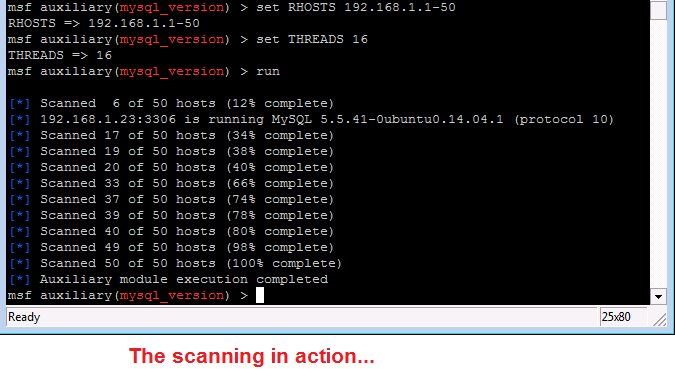 msf auxiliary(mysql_version) > set RHOSTS 192.168.1.1-50
RHOSTS => 192.168.1.1-50
msf auxiliary(mysql_version) > set THREADS 16
THREADS => 16
msf auxiliary(mysql_version) > run
[*] Scanned  6 of 50 hosts (12% complete)
[*] 192.168.1.23:3306 is running MySQL 5.5.41-0ubuntu0.14.04.1 (protocol 10)
[*] Scanned 17 of 50 hosts (34% complete)
[*] Scanned 19 of 50 hosts (38% complete)
[*] Scanned 20 of 50 hosts (40% complete)
[*] Scanned 33 of 50 hosts (66% complete)
[*] Scanned 37 of 50 hosts (74% complete)
[*] Scanned 39 of 50 hosts (78% complete)
[*] Scanned 40 of 50 hosts (80% complete)
[*] Scanned 49 of 50 hosts (98% complete)
[*] Scanned 50 of 50 hosts (100% complete)
[*] Auxiliary module execution completed
msf auxiliary(mysql_version) >
Ready 25x80
The scanning in action...